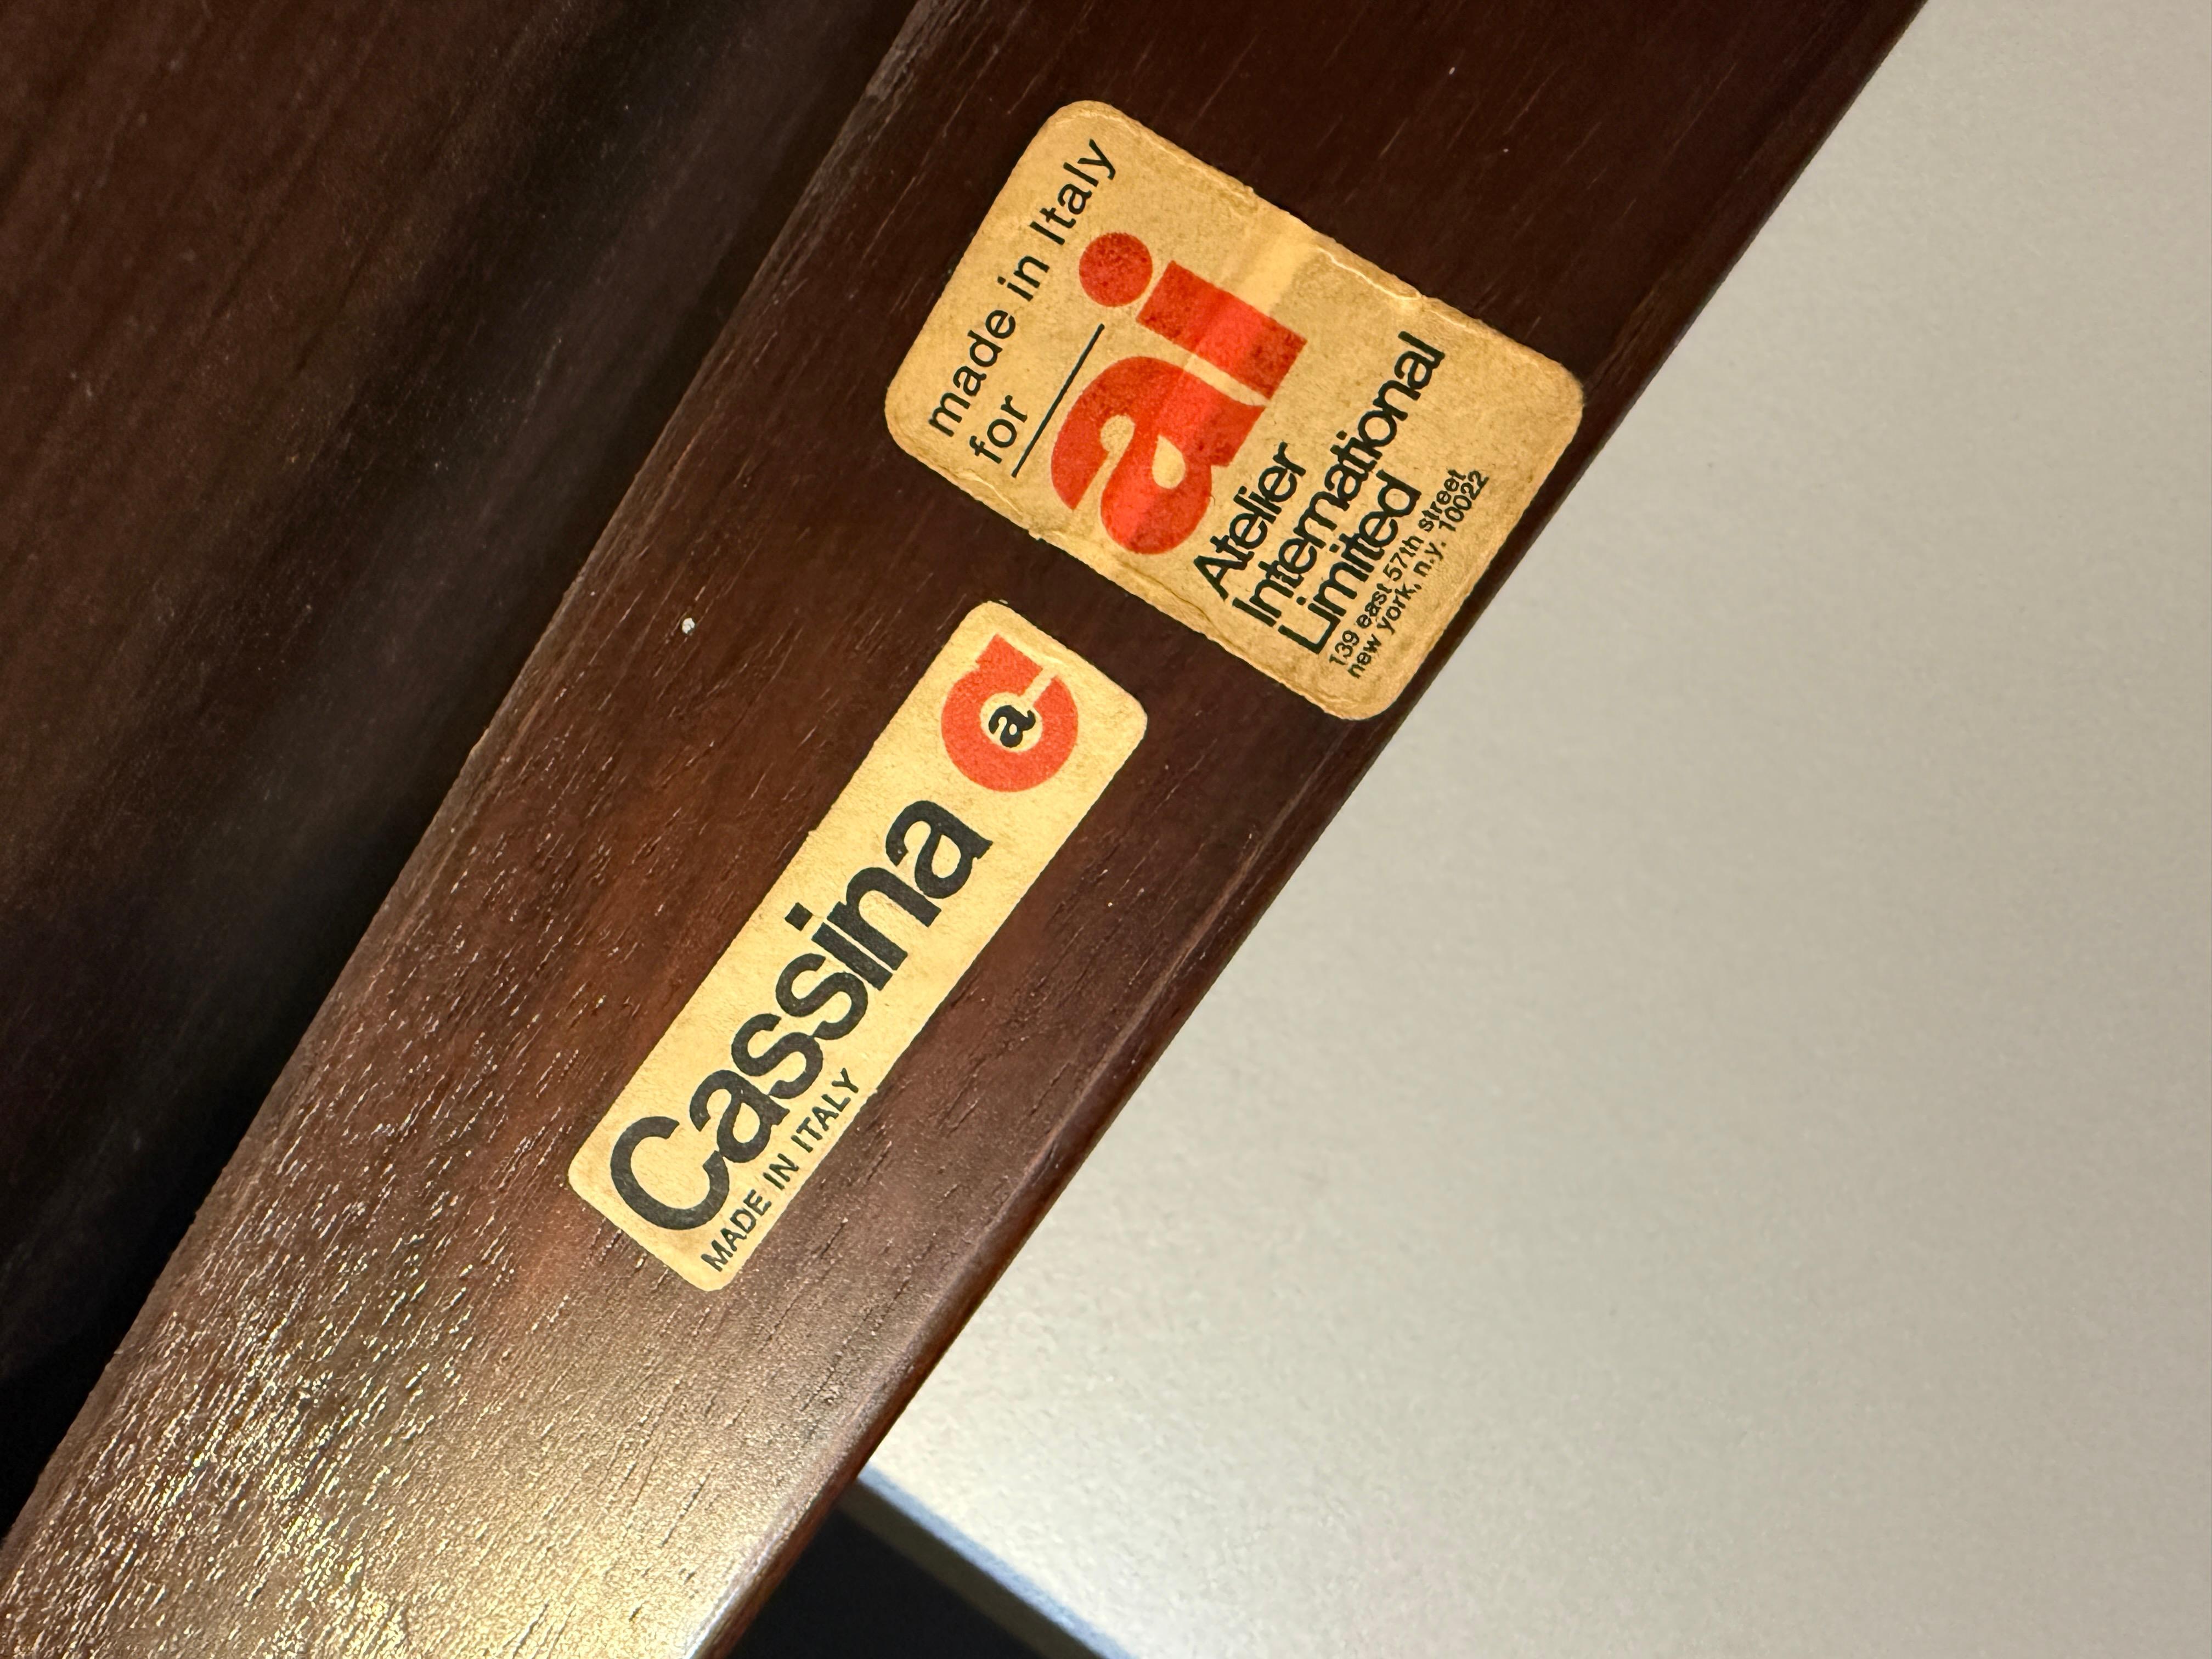 made in Italy
for
ai
Atelier
International
Limited
139 east 57th street
new york, n.y. 10022
Cassina
MADE IN ITALY
a